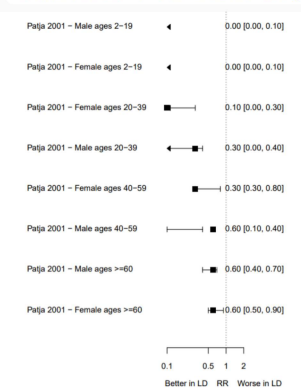 Patja 2001 − Male ages 2−19 0.00 [0.00, 0.10]
Patja 2001 − Female ages 2−19 0.00 [0.00, 0.10]
Patja 2001 − Female ages 20−39 0.10 [0.00, 0.30]
Patja 2001 − Male ages 20−39 0.30 [0.00, 0.40]
Patja 2001 − Female ages 40−59 0.30 [0.30, 0.80]
Patja 2001 − Male ages 40−59 0.60 [0.10, 0.40]
Patja 2001 − Male ages >=60 0.60 [0.40, 0.70]
Patja 2001 − Female ages >=60 0.60 [0.50, 0.90]
0.1 0.5 1 2
Better in LD RR Worse in LD